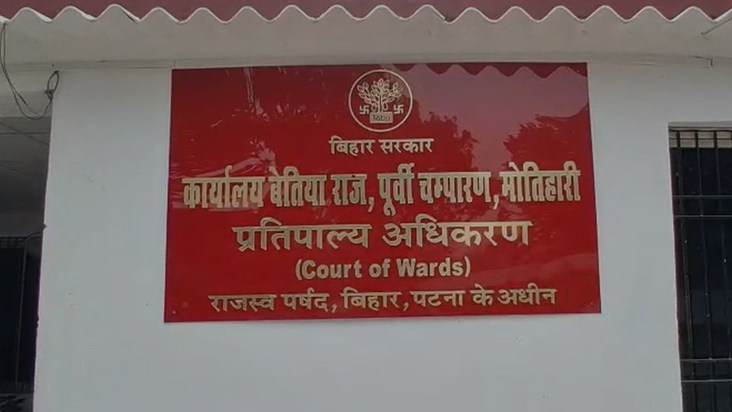 बिहार सरकार
कार्यालय बेतिया राज, पूर्वी चम्पारण, मोतिहारी
प्रतिपाल्य अधिकरण
(Court of Wards)
राजस्व पर्षद, बिहार, पटना के अधीन